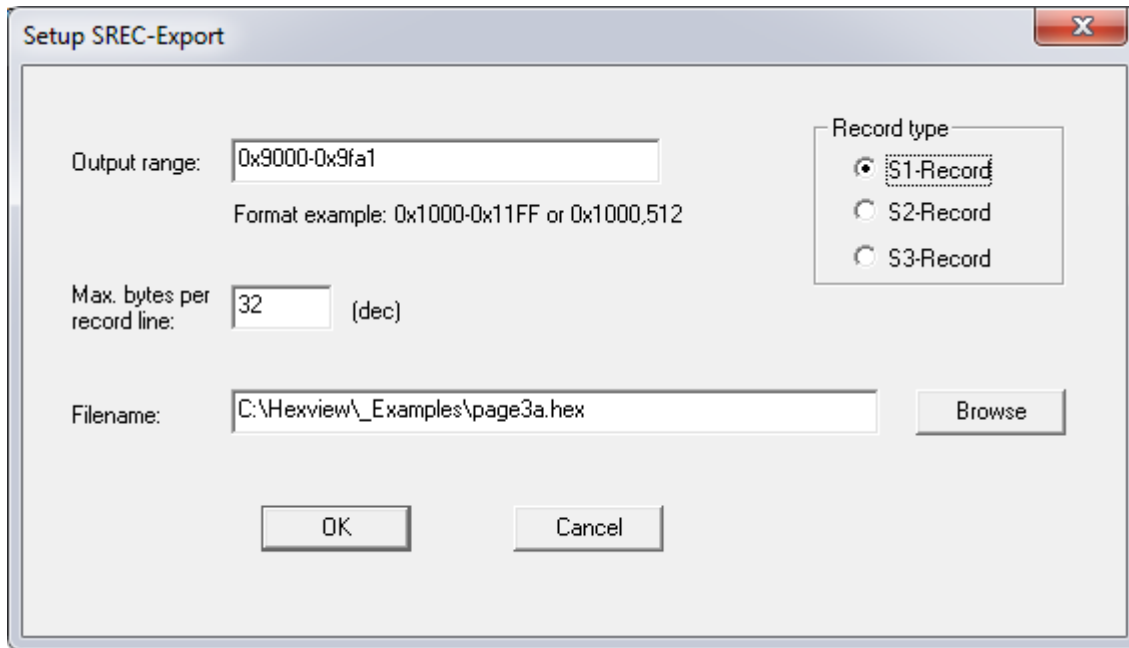 Setup SREC-Export
Output range:
0x9000-0x9fa1
Format example: 0x1000-0x11FF or 0x1000,512
Record type
S1-Record
S2-Record
S3-Record
Max. bytes per
record line:
32
(dec)
Filename:
C:\Hexview\_Examples\page3a.hex
Browse
OK
Cancel